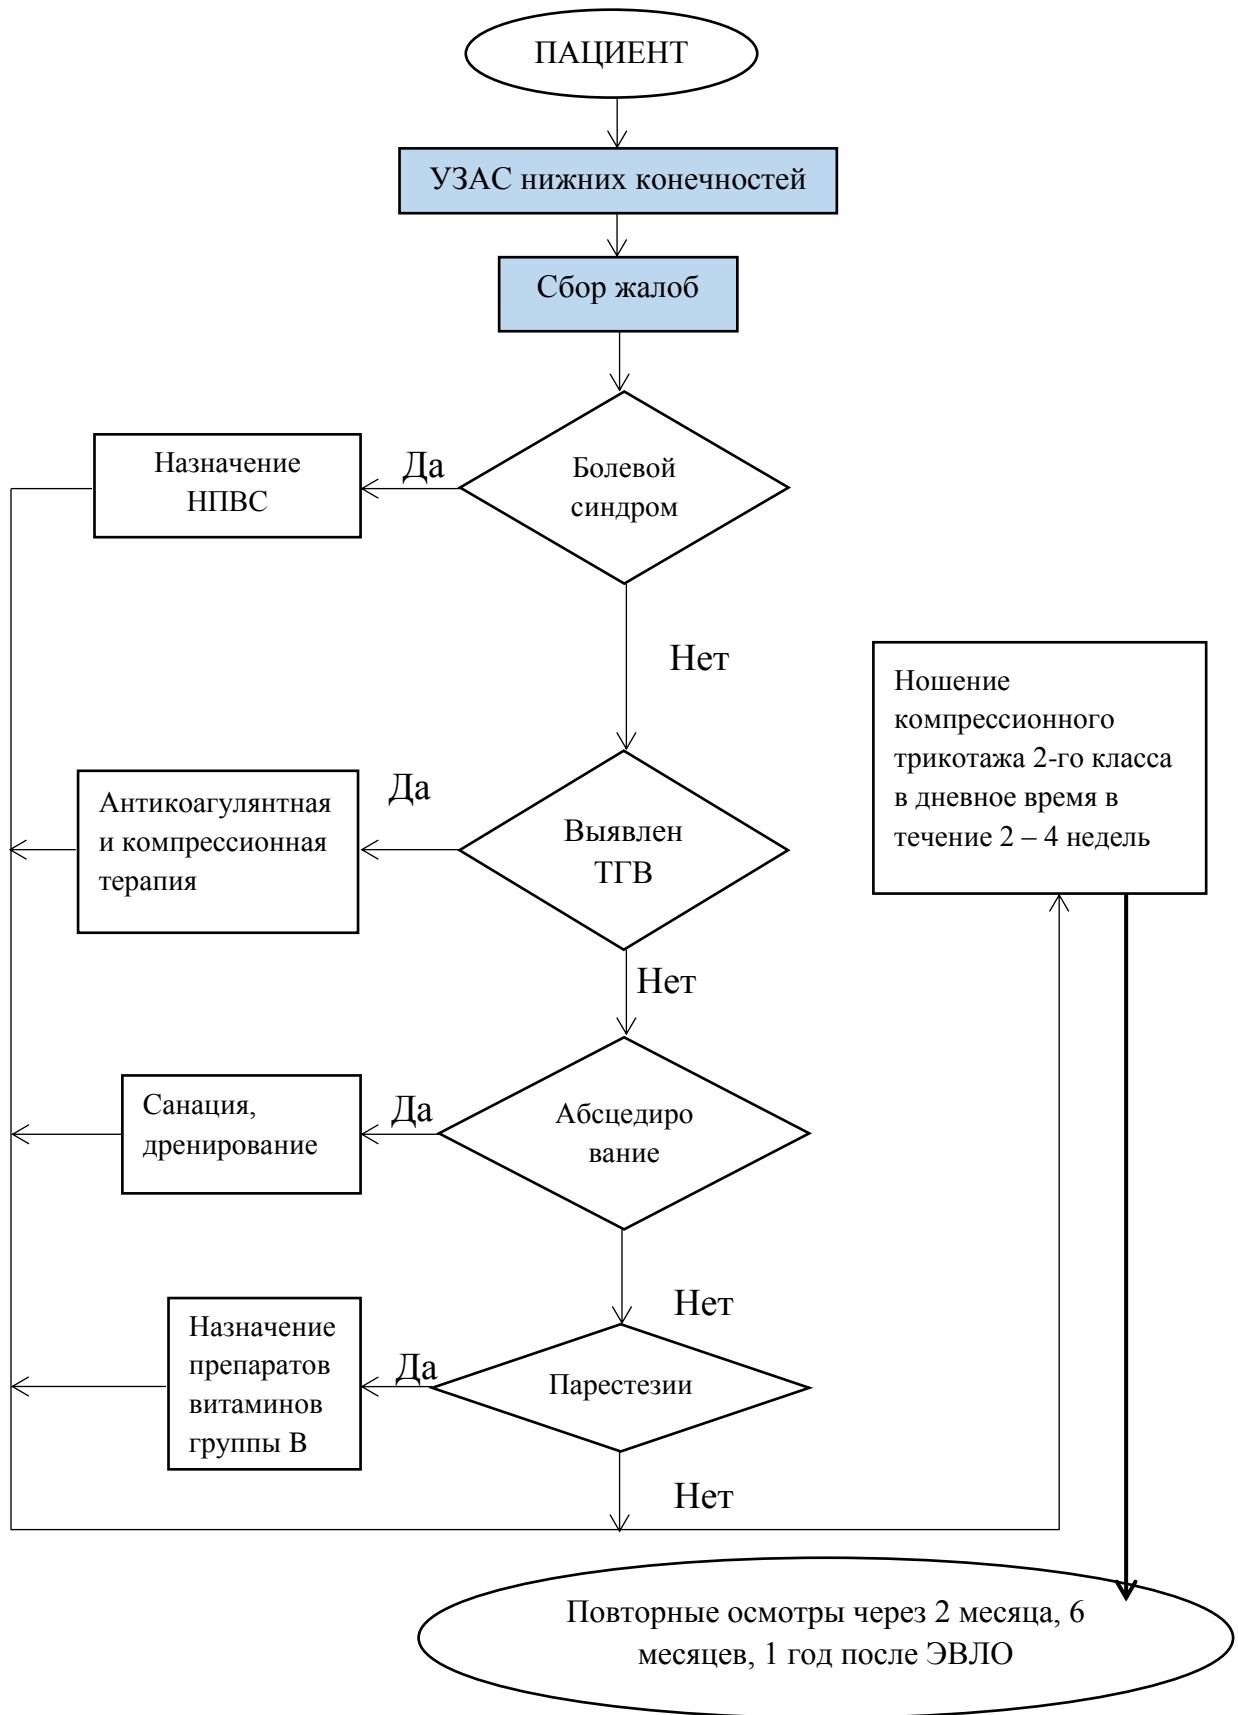 ПАЦИЕНТ
УЗАС нижних конечностей
Сбор жалоб
Болевой
синдром
Да
Назначение
НПВС
Нет
Ношение
компрессионного
трикотажа 2-го класса
в дневное время в
течение 2 – 4 недель
Выявлен
ТГВ
Да
Антикоагулянтная
и компрессионная
терапия
Нет
Абсцедиро
вание
Да
Санация,
дренирование
Нет
Парестезии
Да
Назначение
препаратов
витаминов
группы В
Нет
Повторные осмотры через 2 месяца, 6
месяцев, 1 год после ЭВЛО